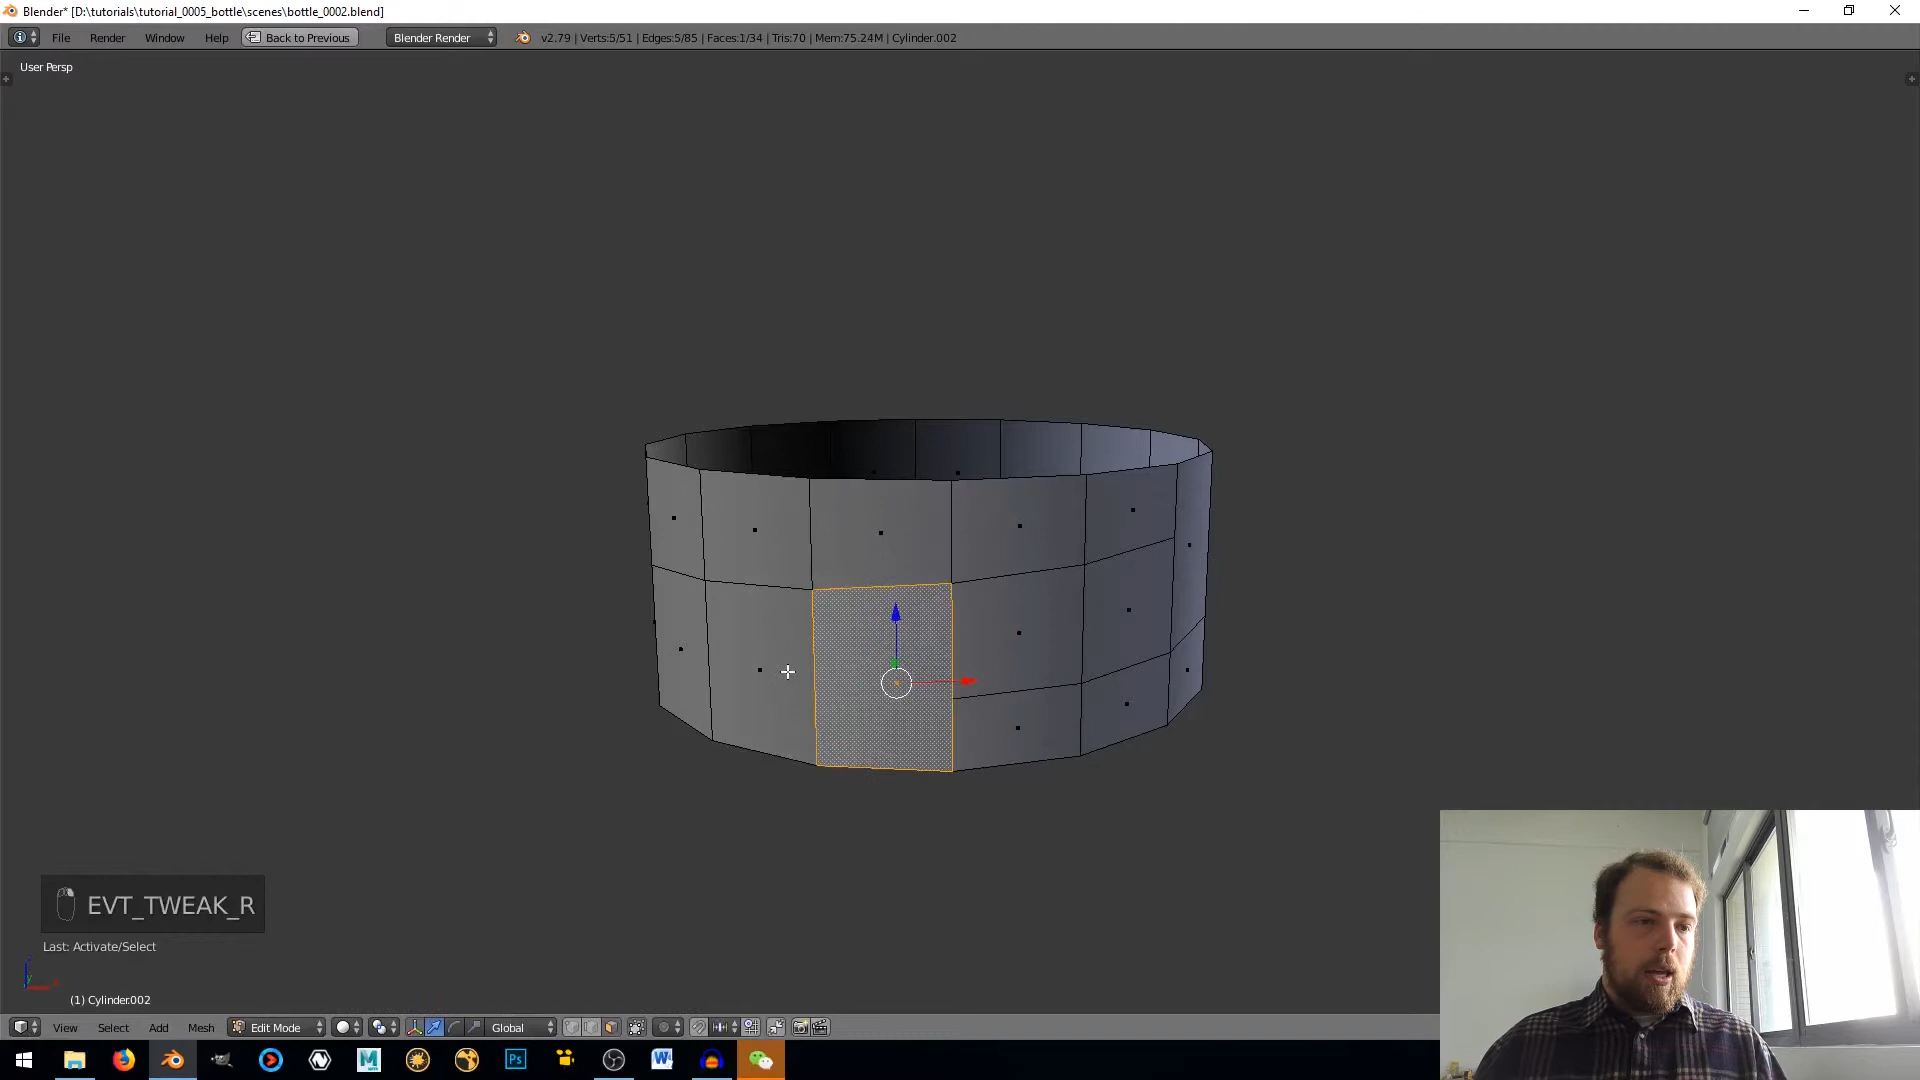 Blender* [D:\tutorials\tutorial_0005_bottle\scenes\bottle_0002.blend]
File Render Window Help Back to Previous Blender Render v2.79 | Verts:5/51 | Edges:5/85 | Faces:1/34 | Tris:70 | Mem:75.24M | Cylinder.002
User Persp
EVT_TWEAK_R
Last: Activate/Select
(1) Cylinder.002
View Select Add Mesh Edit Mode Global